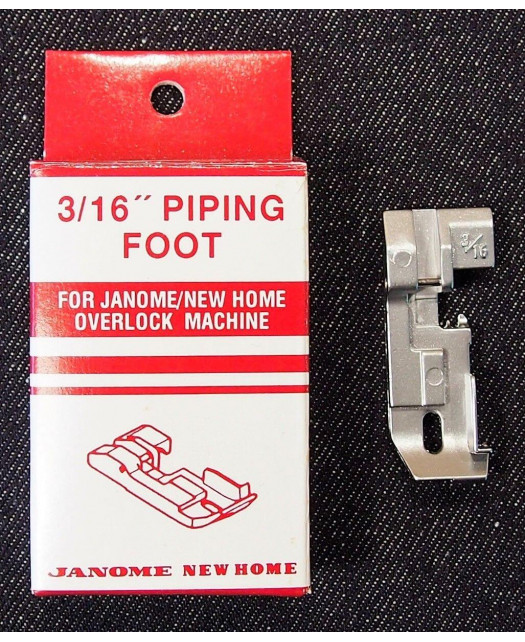 3/16˝ PIPING
FOOT
FOR JANOME/NEW HOME
OVERLOCK MACHINE
JANOME NEW HOME
3/16